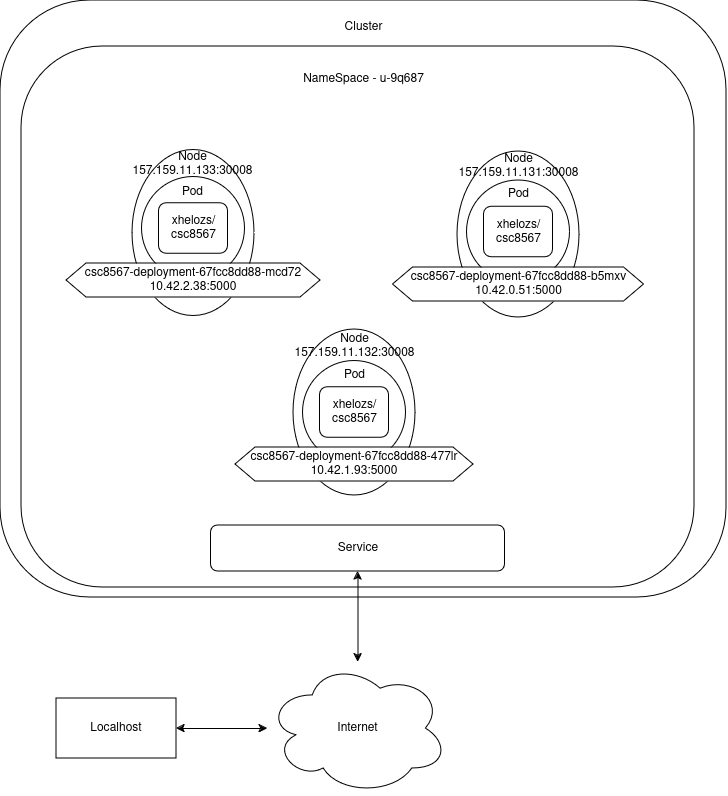 Cluster
NameSpace - u-9q687
Node
157.159.11.133:30008
Pod
xhelozs/
csc8567
csc8567-deployment-67fcc8dd88-mcd72
10.42.2.38:5000
Node
157.159.11.131:30008
Pod
xhelozs/
csc8567
csc8567-deployment-67fcc8dd88-b5mxv
10.42.0.51:5000
Node
157.159.11.132:30008
Pod
xhelozs/
csc8567
csc8567-deployment-67fcc8dd88-477lr
10.42.1.93:5000
Service
Localhost
Internet